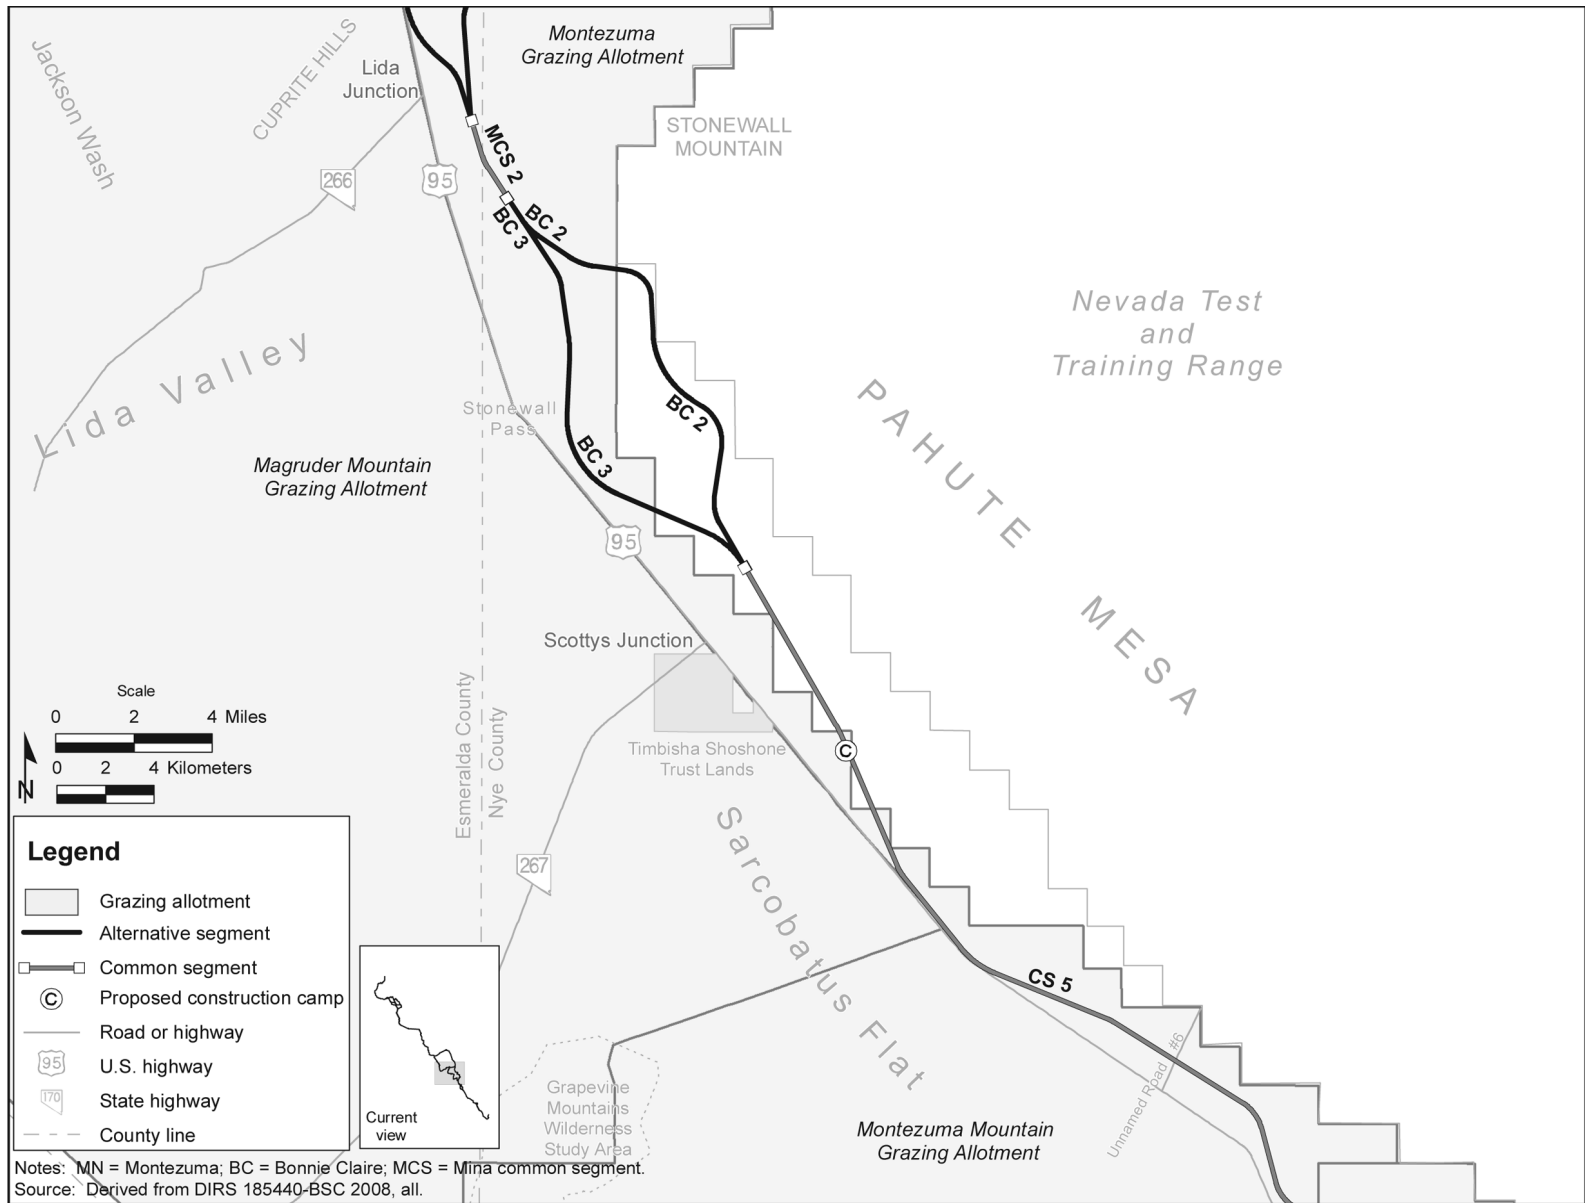 Montezuma
Grazing Allotment
Jackson Wash
CUPRITE HILLS
Lida
Junction
STONEWALL
MOUNTAIN
MCS 2
266
95
BC 2
BC 3
Nevada Test
and
Training Range
Lida Valley
Stonewall
Pass
BC 2
BC 3
PAHUTE MESA
Magruder Mountain
Grazing Allotment
95
Scottys Junction
Timbisha Shoshone
Trust Lands
Esmeralda County
Nye County
Scale
0 2 4 Miles
0 2 4 Kilometers
N
C
Sarcobatus Flat
267
CS 5
Unnamed Road #6
Grapevine
Mountains
Wilderness
Study Area
Montezuma Mountain
Grazing Allotment
Legend
Grazing allotment
Alternative segment
Common segment
C Proposed construction camp
Road or highway
95 U.S. highway
170 State highway
County line
Current
view
Notes: MN = Montezuma; BC = Bonnie Claire; MCS = Mina common segment.
Source: Derived from DIRS 185440-BSC 2008, all.